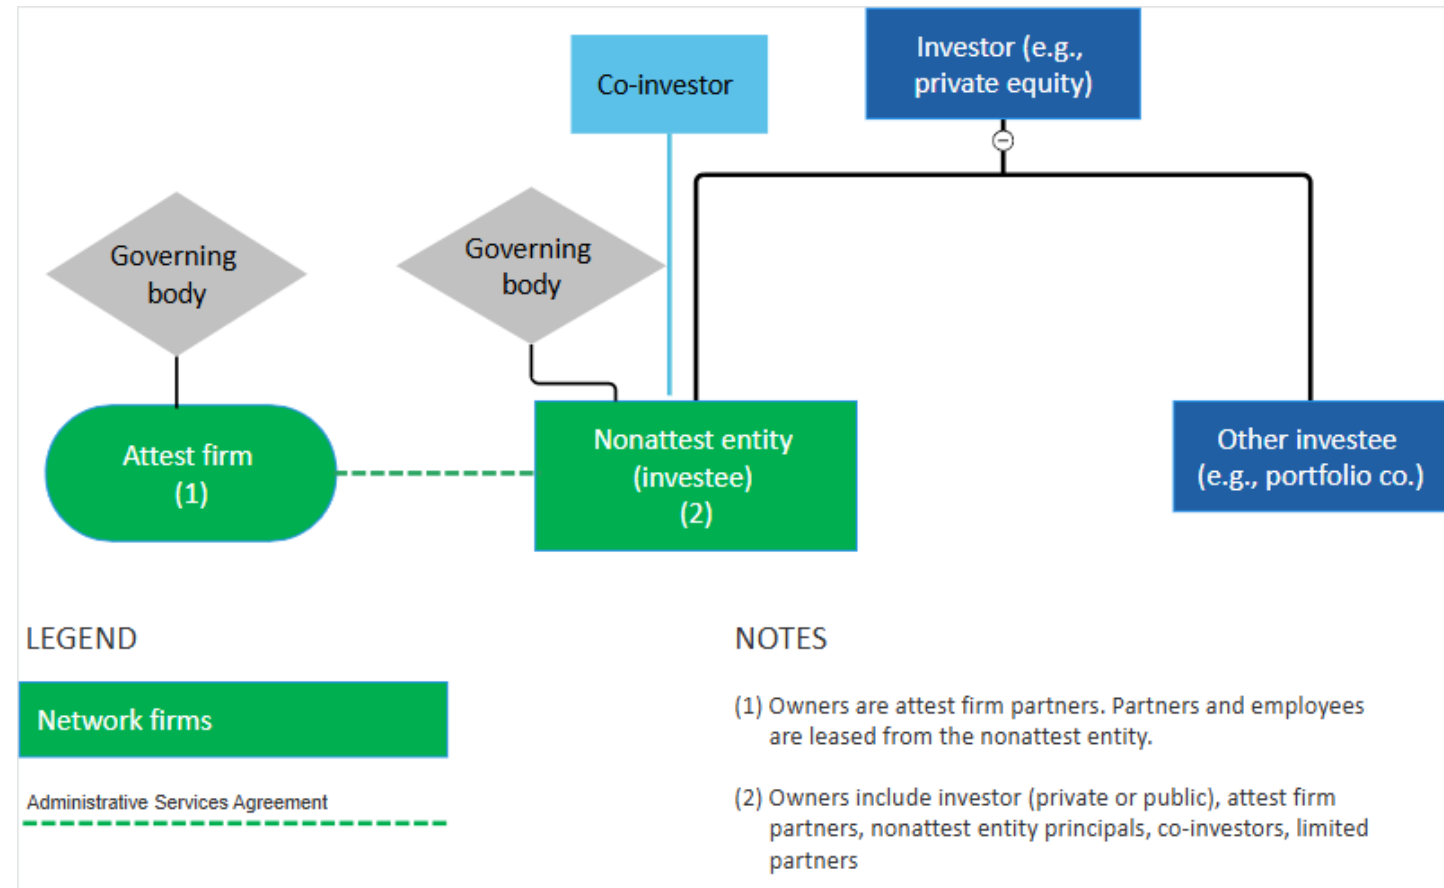 Co-investor
Investor (e.g.,
private equity)
Governing
body
Governing
body
Attest firm
(1)
Nonattest entity
(investee)
(2)
Other investee
(e.g., portfolio co.)
LEGEND
Network firms
Administrative Services Agreement
NOTES
(1) Owners are attest firm partners. Partners and employees
are leased from the nonattest entity.
(2) Owners include investor (private or public), attest firm
partners, nonattest entity principals, co-investors, limited
partners